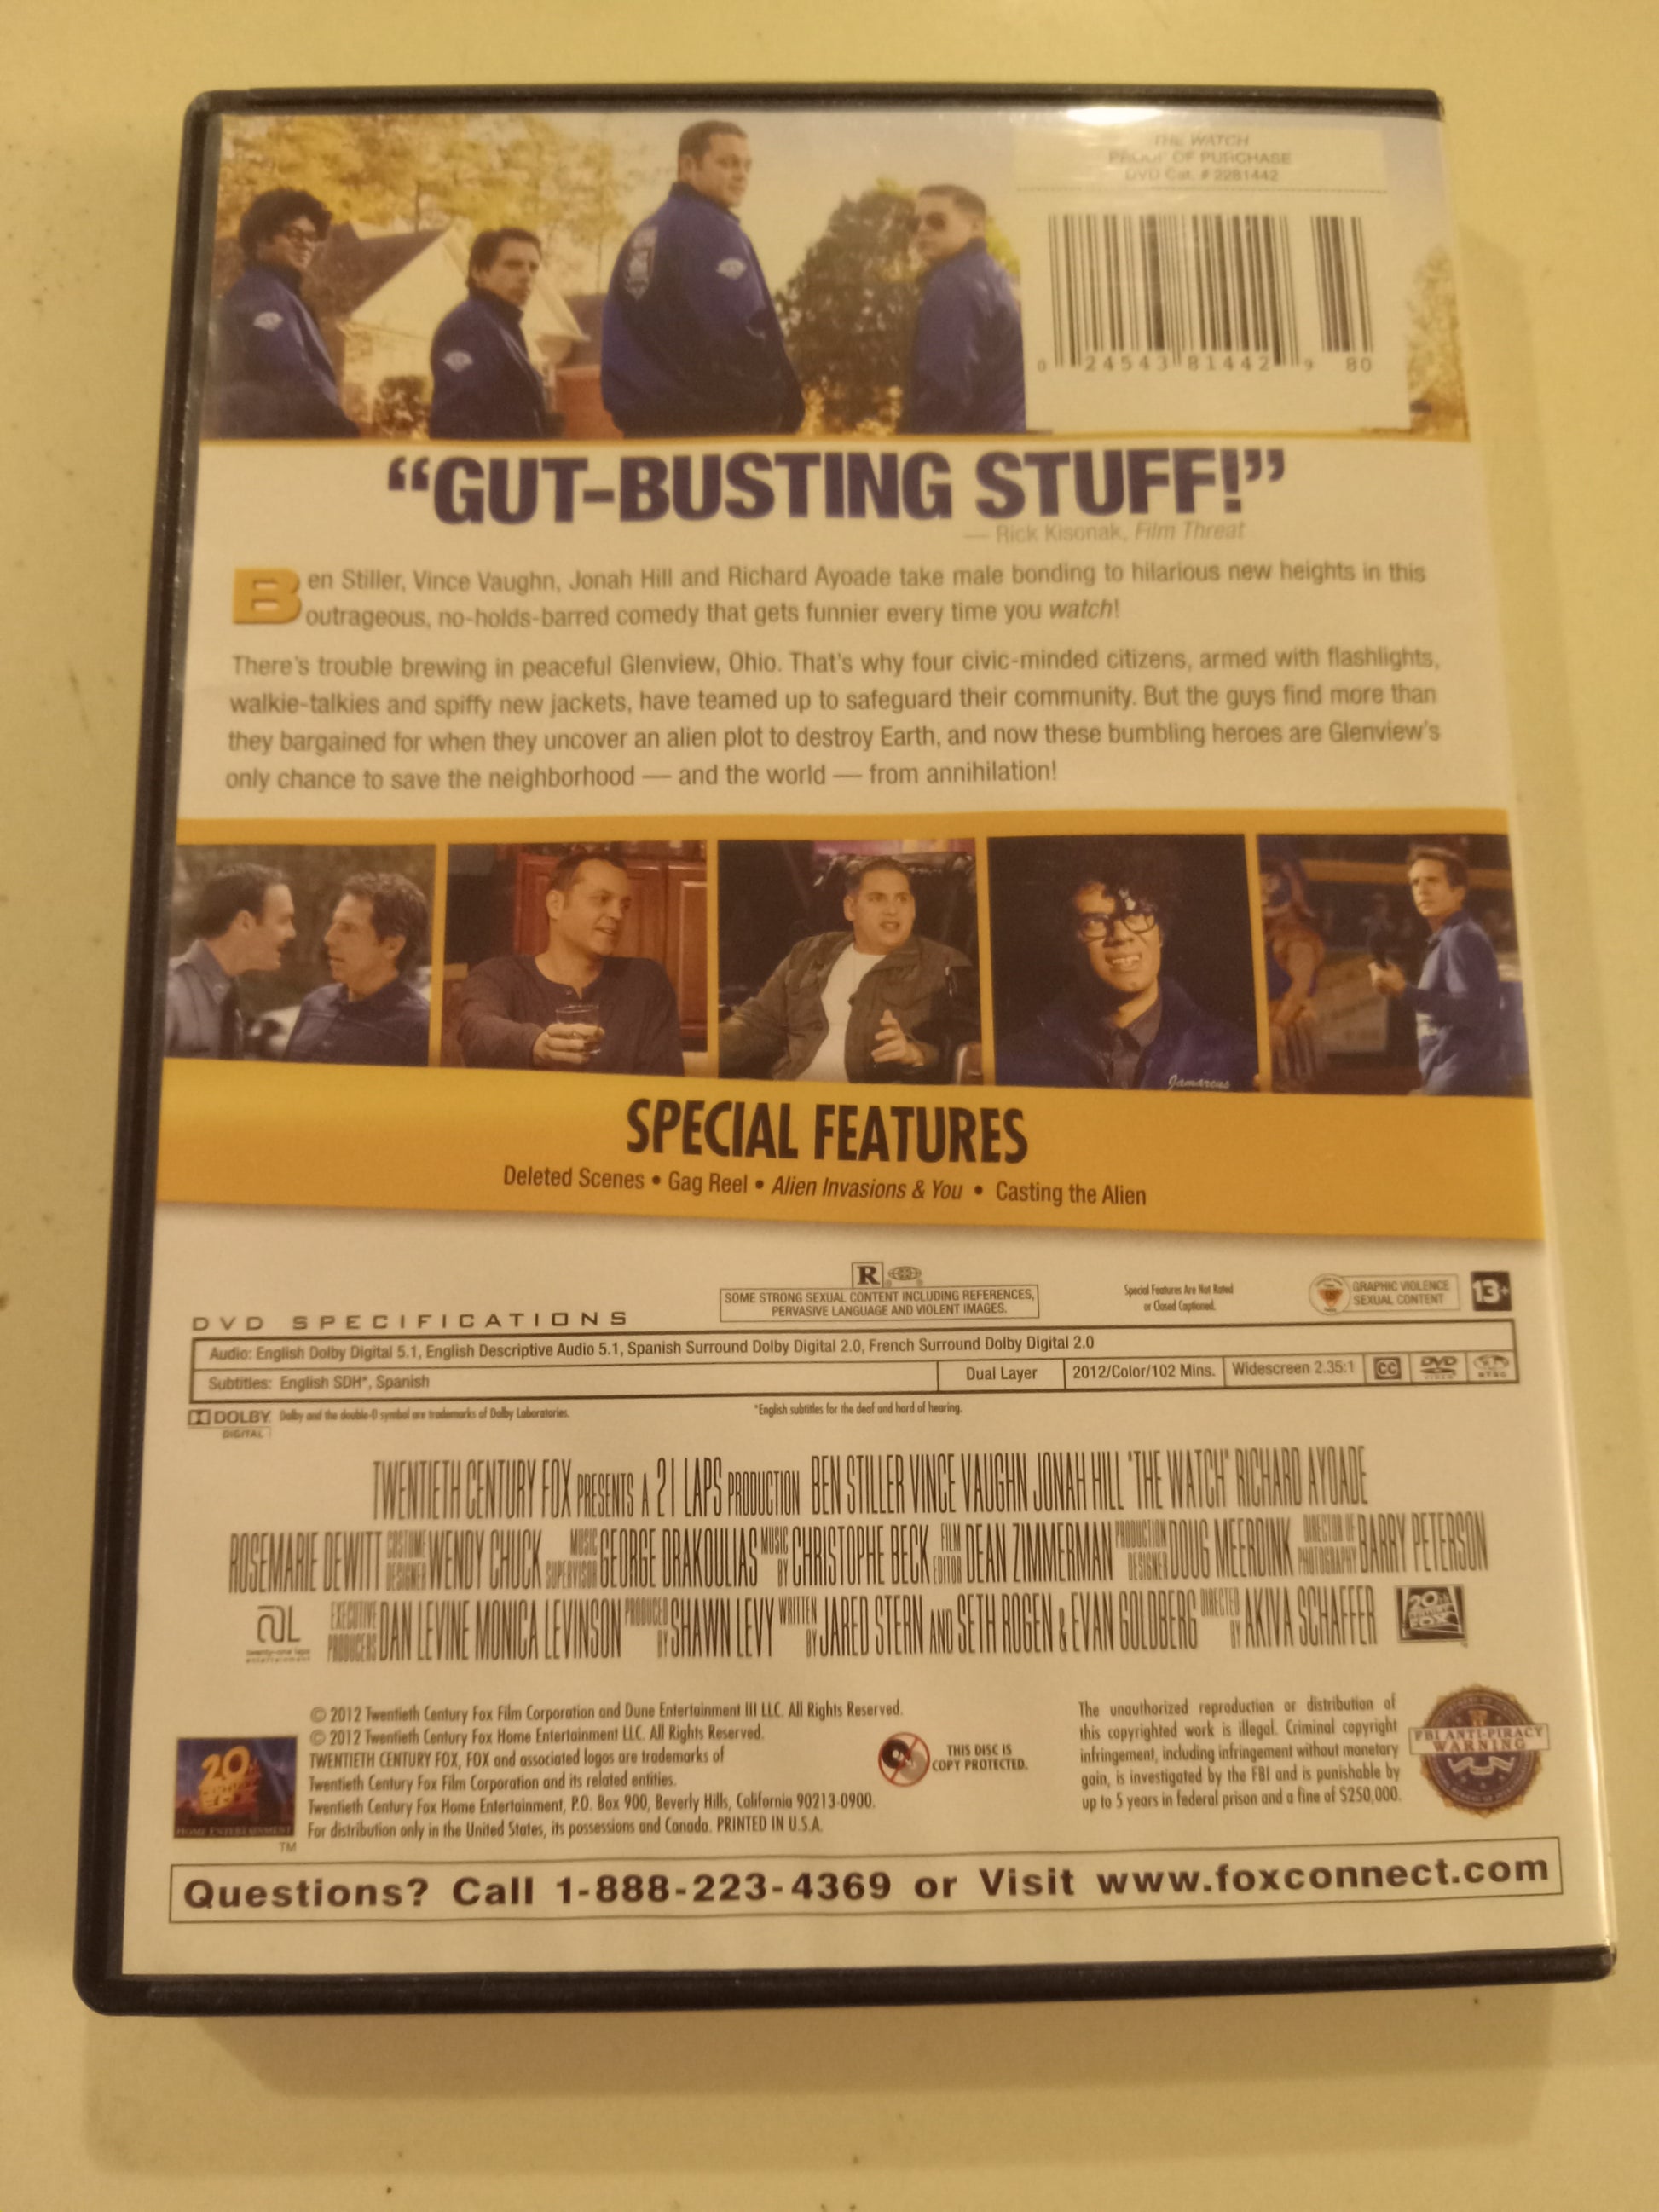 THE WATCH
PROOF OF PURCHASE
DVD Cat. # 2281442
0 24543 81442 9 80
“GUT-BUSTING STUFF!”
— Rick Kisonak, Film Threat
Ben Stiller, Vince Vaughn, Jonah Hill and Richard Ayoade take male bonding to hilarious new heights in this
outrageous, no-holds-barred comedy that gets funnier every time you watch!
There’s trouble brewing in peaceful Glenview, Ohio. That’s why four civic-minded citizens, armed with flashlights,
walkie-talkies and spiffy new jackets, have teamed up to safeguard their community. But the guys find more than
they bargained for when they uncover an alien plot to destroy Earth, and now these bumbling heroes are Glenview’s
only chance to save the neighborhood — and the world — from annihilation!
Jamarcus
SPECIAL FEATURES
Deleted Scenes • Gag Reel • Alien Invasions & You • Casting the Alien
R
SOME STRONG SEXUAL CONTENT INCLUDING REFERENCES,
PERVASIVE LANGUAGE AND VIOLENT IMAGES.
Special Features Are Not Rated
or Closed Captioned.
GRAPHIC VIOLENCE
SEXUAL CONTENT
13+
DVD SPECIFICATIONS
Audio: English Dolby Digital 5.1, English Descriptive Audio 5.1, Spanish Surround Dolby Digital 2.0, French Surround Dolby Digital 2.0
Subtitles: English SDH*, Spanish
Dual Layer
2012/Color/102 Mins.
Widescreen 2.35:1
CC
DVD
VIDEO
NTSC
DOLBY
DIGITAL
Dolby and the double-D symbol are trademarks of Dolby Laboratories.
*English subtitles for the deaf and hard of hearing.
TWENTIETH CENTURY FOX PRESENTS A 21 LAPS PRODUCTION BEN STILLER VINCE VAUGHN JONAH HILL "THE WATCH" RICHARD AYOADE
ROSEMARIE DEWITT COSTUME DESIGNER WENDY CHUCK MUSIC SUPERVISOR GEORGE DRAKOULIAS MUSIC BY CHRISTOPHE BECK FILM EDITOR DEAN ZIMMERMAN PRODUCTION DESIGNER DOUG MEERDINK DIRECTOR OF PHOTOGRAPHY BARRY PETERSON
EXECUTIVE PRODUCERS DAN LEVINE MONICA LEVINSON PRODUCED BY SHAWN LEVY WRITTEN BY JARED STERN AND SETH ROGEN & EVAN GOLDBERG DIRECTED BY AKIVA SCHAFFER
twenty-one laps
entertainment
20th
CENTURY
FOX
© 2012 Twentieth Century Fox Film Corporation and Dune Entertainment III LLC. All Rights Reserved.
© 2012 Twentieth Century Fox Home Entertainment LLC. All Rights Reserved.
TWENTIETH CENTURY FOX, FOX and associated logos are trademarks of
Twentieth Century Fox Film Corporation and its related entities.
Twentieth Century Fox Home Entertainment, P.O. Box 900, Beverly Hills, California 90213-0900.
For distribution only in the United States, its possessions and Canada. PRINTED IN U.S.A.
20th
CENTURY
FOX
HOME ENTERTAINMENT
TM
THIS DISC IS
COPY PROTECTED.
The unauthorized reproduction or distribution of
this copyrighted work is illegal. Criminal copyright
infringement, including infringement without monetary
gain, is investigated by the FBI and is punishable by
up to 5 years in federal prison and a fine of $250,000.
FBI ANTI-PIRACY
WARNING
Questions? Call 1-888-223-4369 or Visit www.foxconnect.com